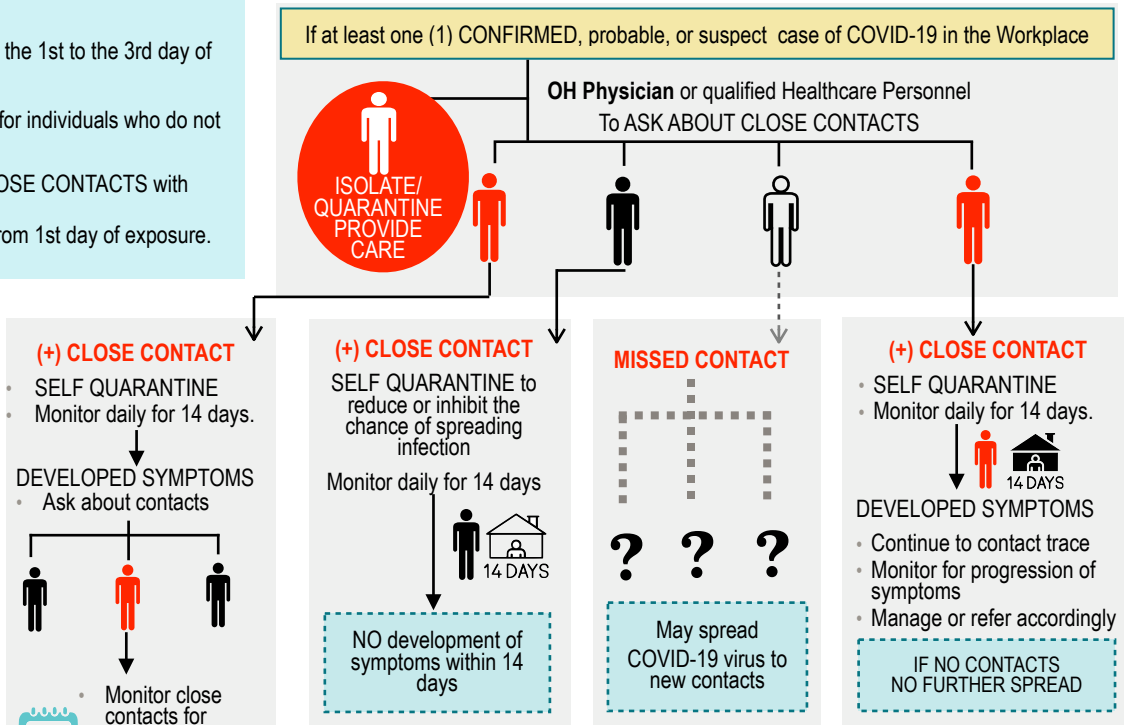 the 1st to the 3rd day of
for individuals who do not
OSE CONTACTS with
rom 1st day of exposure.
If at least one (1) CONFIRMED, probable, or suspect case of COVID-19 in the Workplace
OH Physician or qualified Healthcare Personnel
To ASK ABOUT CLOSE CONTACTS
ISOLATE/
QUARANTINE
PROVIDE
CARE
(+) CLOSE CONTACT
• SELF QUARANTINE
• Monitor daily for 14 days.
DEVELOPED SYMPTOMS
• Ask about contacts
• Monitor close
contacts for
(+) CLOSE CONTACT
SELF QUARANTINE to
reduce or inhibit the
chance of spreading
infection
Monitor daily for 14 days
14 DAYS
NO development of
symptoms within 14
days
MISSED CONTACT
? ? ?
May spread
COVID-19 virus to
new contacts
(+) CLOSE CONTACT
• SELF QUARANTINE
• Monitor daily for 14 days.
14 DAYS
DEVELOPED SYMPTOMS
• Continue to contact trace
• Monitor for progression of
symptoms
• Manage or refer accordingly
IF NO CONTACTS
NO FURTHER SPREAD